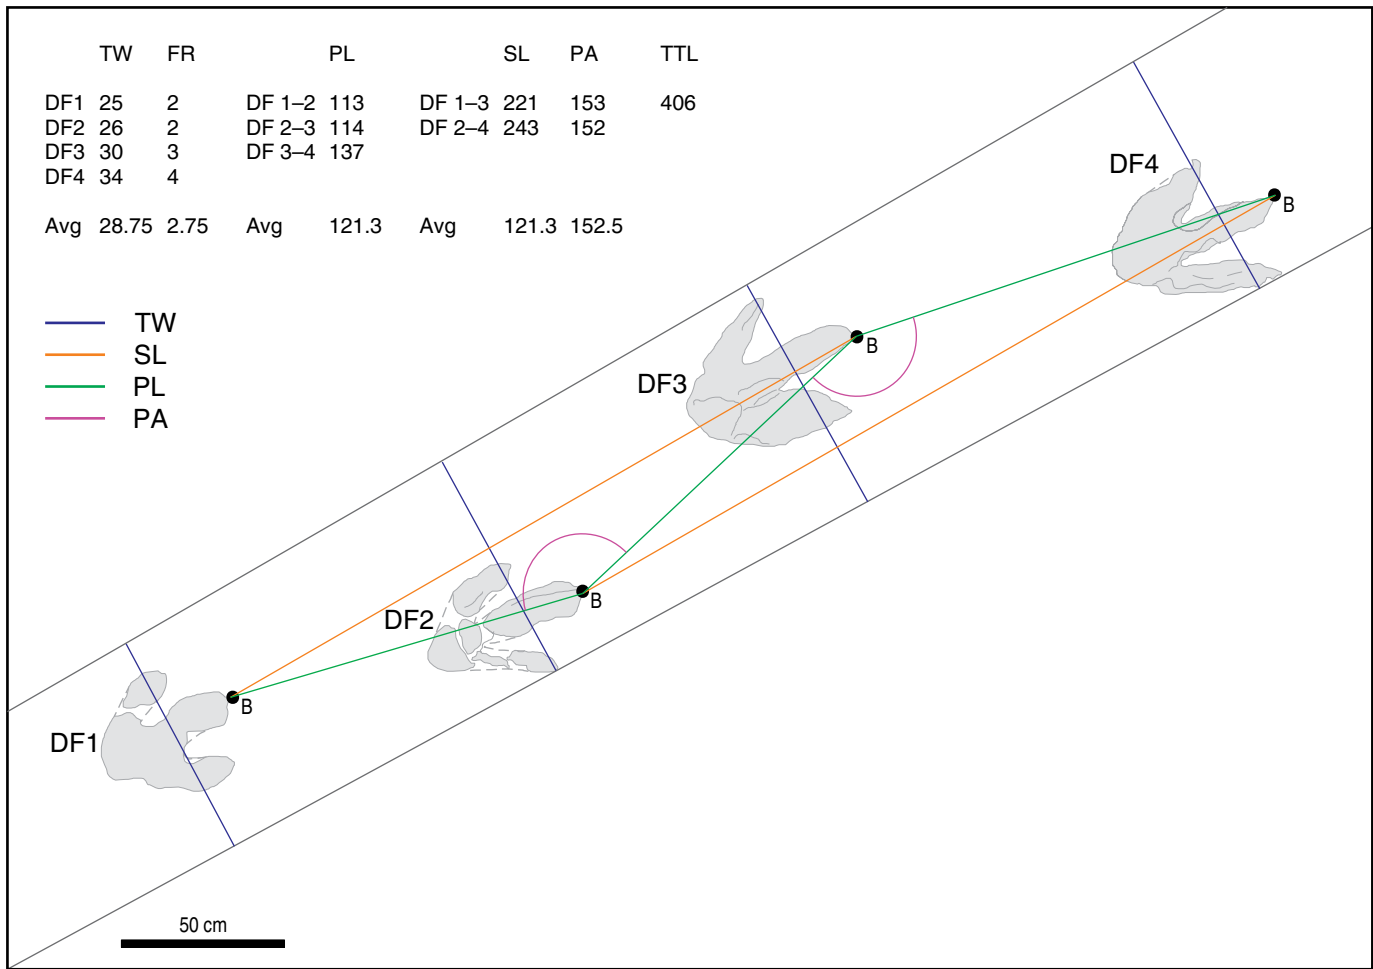 TW FR PL SL PA TTL
DF1 25 2 DF 1–2 113 DF 1–3 221 153 406
DF2 26 2 DF 2–3 114 DF 2–4 243 152
DF3 30 3 DF 3–4 137
DF4 34 4
Avg 28.75 2.75 Avg 121.3 Avg 121.3 152.5
TW
SL
PL
PA
DF4
B
DF3
B
DF2
B
DF1
B
50 cm